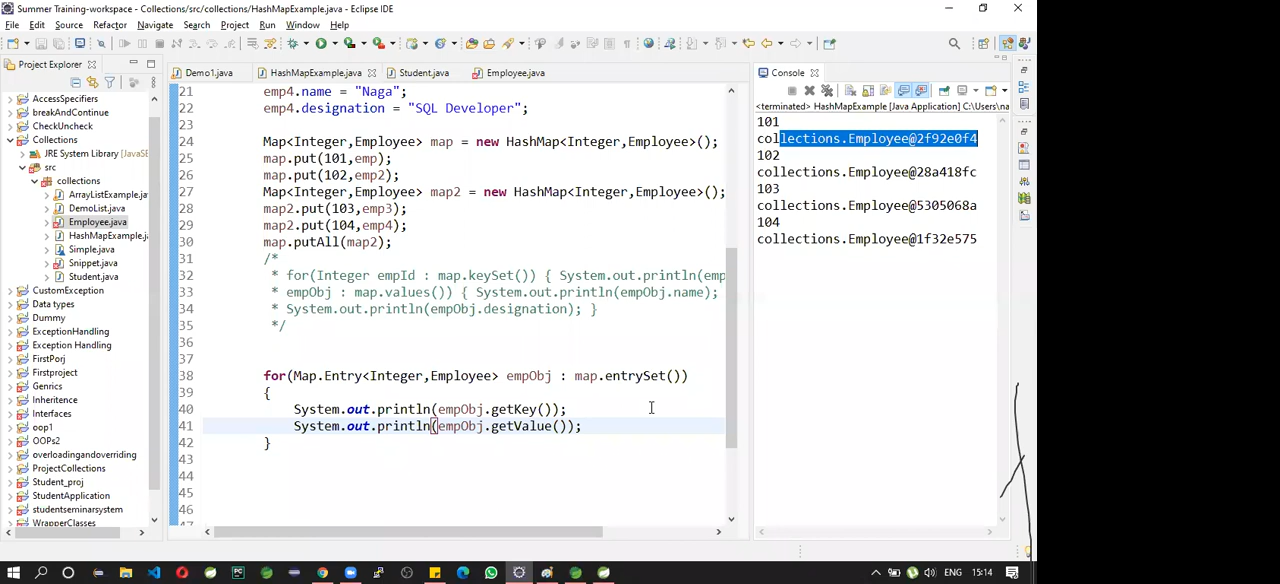 Summer Training-workspace - Collections/src/collections/HashMapExample.java - Eclipse IDE
File Edit Source Refactor Navigate Search Project Run Window Help
Project Explorer
AccessSpecifiers
breakAndContinue
CheckUncheck
Collections
JRE System Library [JavaSE
src
collections
ArrayListExample.ja
DemoList.java
Employee.java
HashMapExample.
Simple.java
Snippet.java
Student.java
CustomException
Data types
Dummy
ExceptionHandling
Exception Handling
FirstPorj
Firstproject
Genrics
Inheritence
Interfaces
oop1
OOPs2
overloadingandoverriding
ProjectCollections
Student_proj
StudentApplication
studentseminarsystem
WrapperClasses
Demo1.java HashMapExample.java Student.java Employee.java
21 emp4.name = "Naga";
22 emp4.designation = "SQL Developer";
23
24 Map<Integer,Employee> map = new HashMap<Integer,Employee>();
25 map.put(101,emp);
26 map.put(102,emp2);
27 Map<Integer,Employee> map2 = new HashMap<Integer,Employee>();
28 map2.put(103,emp3);
29 map2.put(104,emp4);
30 map.putAll(map2);
31 /*
32 * for(Integer empId : map.keySet()) { System.out.println(emp
33 * empObj : map.values()) { System.out.println(empObj.name);
34 * System.out.println(empObj.designation); }
35 */
36
37
38 for(Map.Entry<Integer,Employee> empObj : map.entrySet())
39 {
40 System.out.println(empObj.getKey());
41 System.out.println(empObj.getValue());
42 }
43
44
45
46
47
Console
<terminated> HashMapExample [Java Application] C:\Users\na
101
collections.Employee@2f92e0f4
102
collections.Employee@28a418fc
103
collections.Employee@5305068a
104
collections.Employee@1f32e575
ENG 15:14